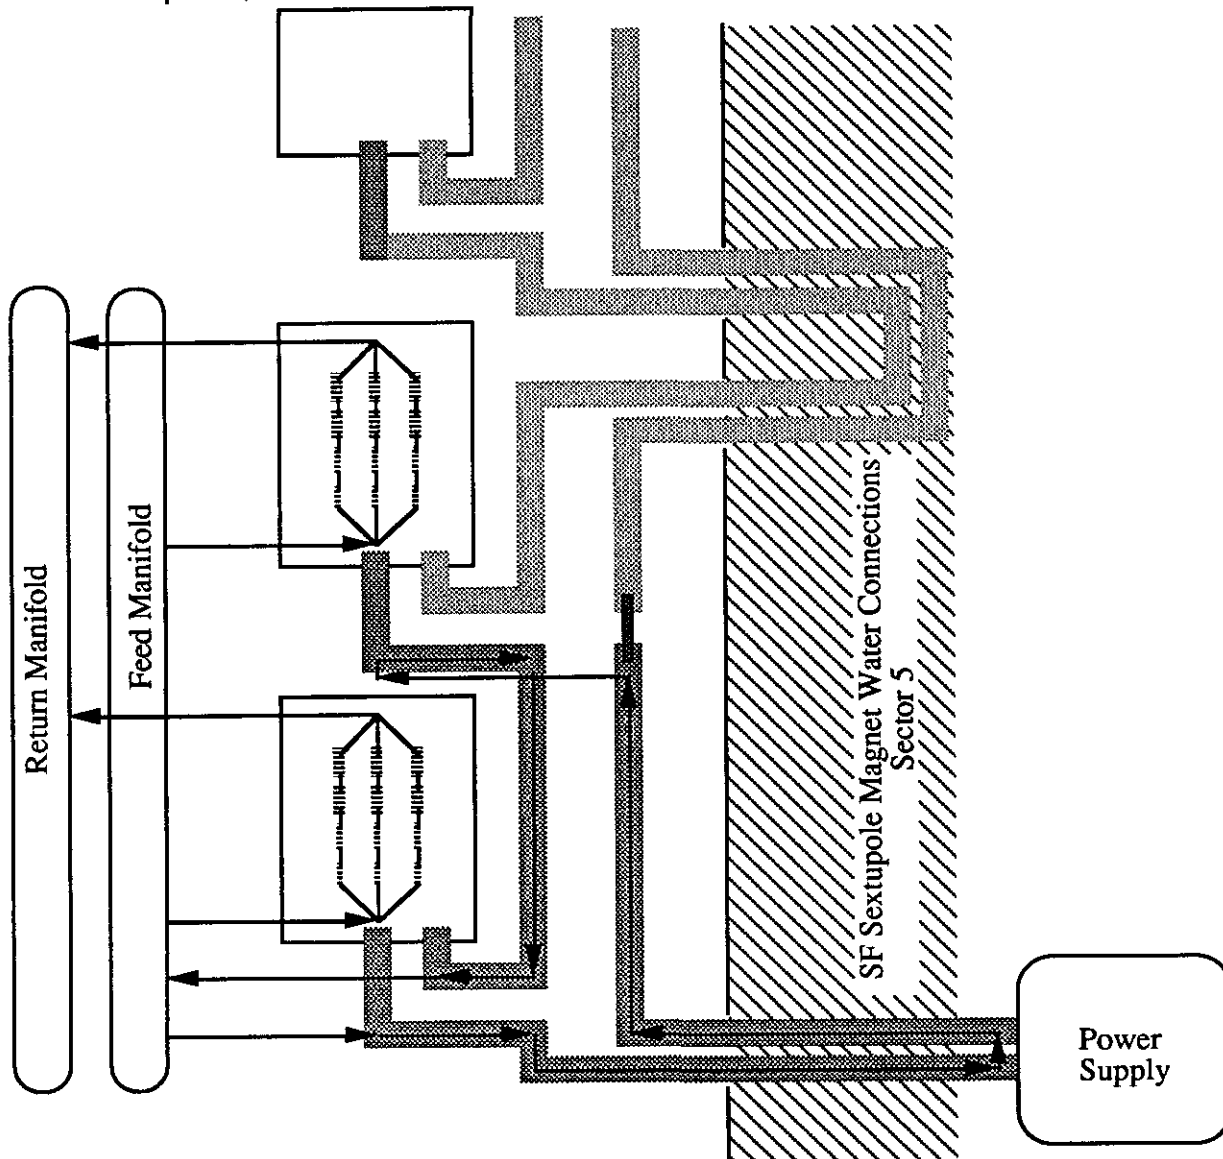 Return Manifold
Feed Manifold
SF Sextupole Magnet Water Connections
Sector 5
Power
Supply